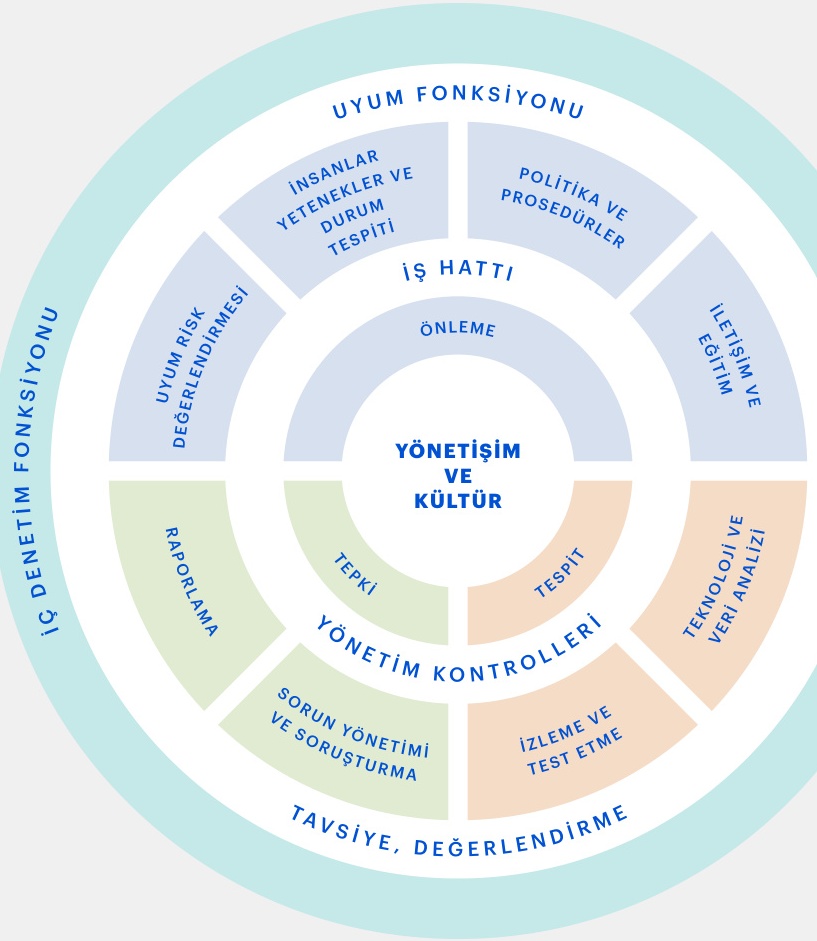 UYUM FONKSİYONU
İNSANLAR
YETENEKLER VE
DURUM
TESPİTİ
POLİTİKA VE
PROSEDÜRLER
İŞ HATTI
UYUM RİSK
DEĞERLENDİRMESİ
ÖNLEME
İLETİŞİM VE
EĞİTİM
İÇ DENETİM FONKSİYONU
YÖNETİŞİM
VE
KÜLTÜR
RAPORLAMA
TEPKİ
TESPİT
TEKNOLOJİ VE
VERİ ANALİZİ
YÖNETİM KONTROLLERİ
SORUN YÖNETİMİ
VE SORUŞTURMA
İZLEME VE
TEST ETME
TAVSİYE, DEĞERLENDİRME